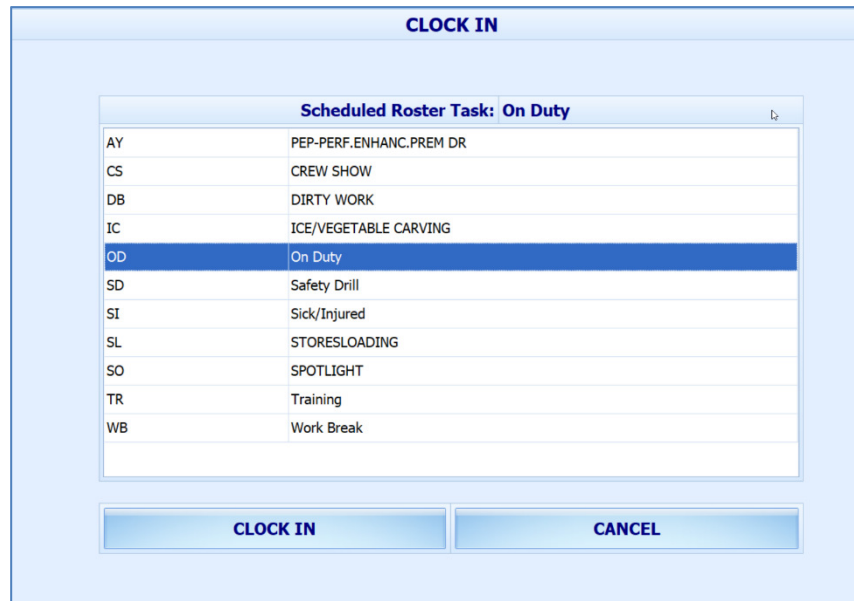 CLOCK IN
Scheduled Roster Task: On Duty
AY PEP-PERF.ENHANC.PREM DR
CS CREW SHOW
DB DIRTY WORK
IC ICE/VEGETABLE CARVING
OD On Duty
SD Safety Drill
SI Sick/Injured
SL STORESLOADING
SO SPOTLIGHT
TR Training
WB Work Break
CLOCK IN CANCEL